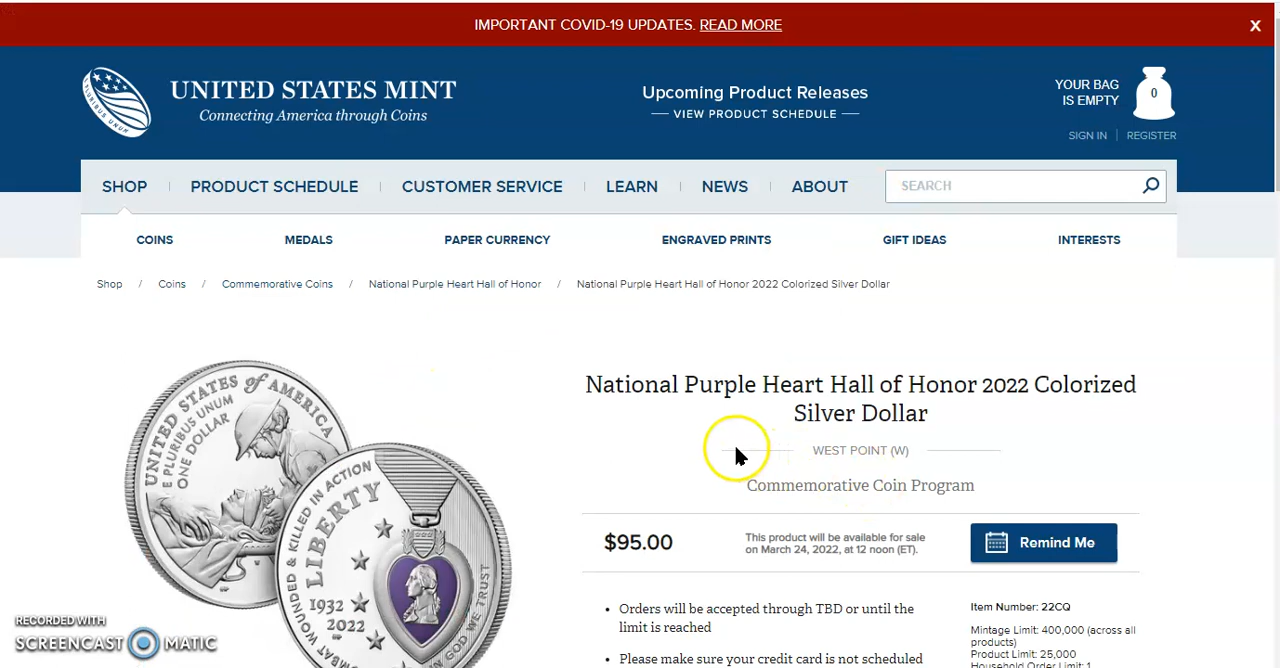 IMPORTANT COVID-19 UPDATES. READ MORE
X
PLURIBUS UNUM
UNITED STATES MINT
Connecting America through Coins
Upcoming Product Releases
VIEW PRODUCT SCHEDULE
YOUR BAG
IS EMPTY
0
SIGN IN
REGISTER
SHOP
PRODUCT SCHEDULE
CUSTOMER SERVICE
LEARN
NEWS
ABOUT
SEARCH
COINS
MEDALS
PAPER CURRENCY
ENGRAVED PRINTS
GIFT IDEAS
INTERESTS
Shop / Coins / Commemorative Coins / National Purple Heart Hall of Honor / National Purple Heart Hall of Honor 2022 Colorized Silver Dollar
UNITED STATES of AMERICA
E PLURIBUS UNUM
ONE DOLLAR
W
WOUNDED & KILLED IN ACTION
LIBERTY
1932
2022
IN GOD WE TRUST
National Purple Heart Hall of Honor 2022 Colorized
Silver Dollar
WEST POINT (W)
Commemorative Coin Program
$95.00
This product will be available for sale
on March 24, 2022, at 12 noon (ET).
Remind Me
Orders will be accepted through TBD or until the
limit is reached
Please make sure your credit card is not scheduled
Item Number: 22CQ
Mintage Limit: 400,000 (across all
products)
Product Limit: 25,000
Household Order Limit: 1
RECORDED WITH
SCREENCAST MATIC